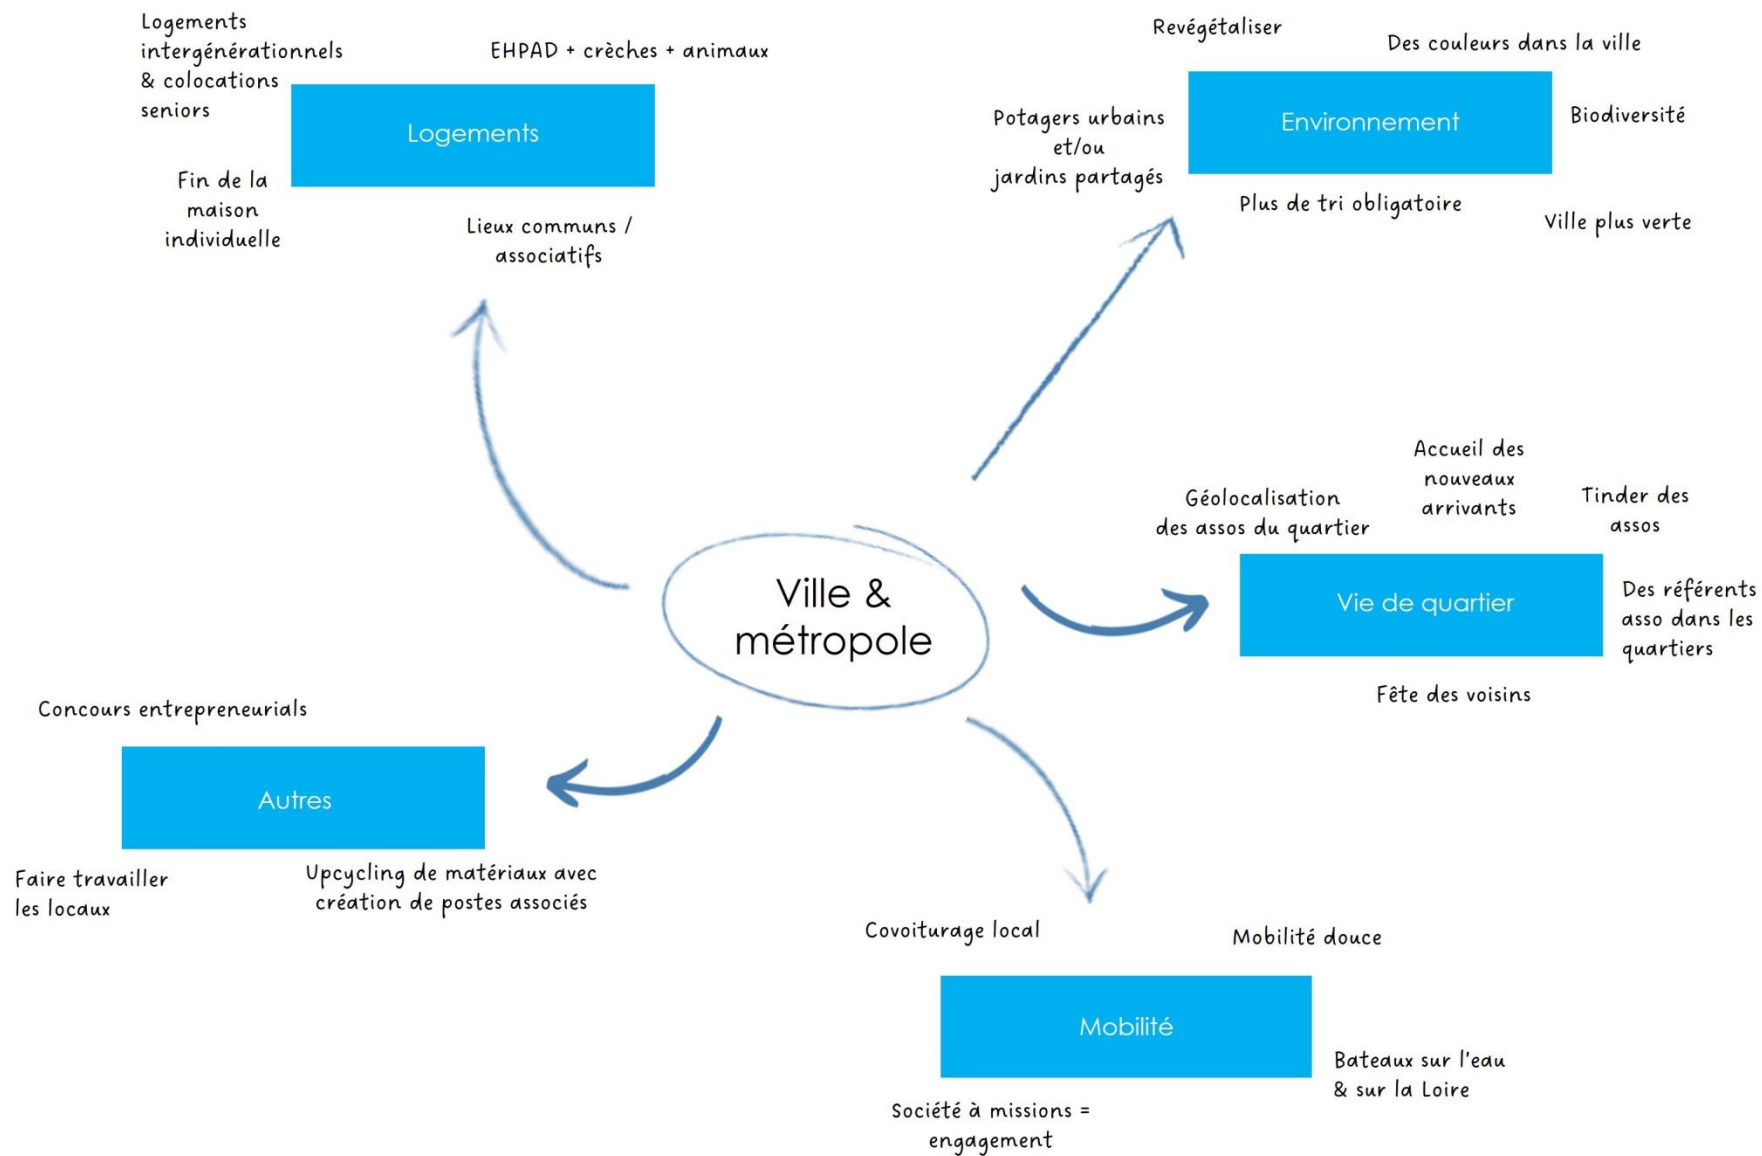 Logements
intergénérationnels
& colocations
seniors
EHPAD + crèches + animaux
Logements
Fin de la
maison
individuelle
Lieux communs /
associatifs
Revégétaliser
Des couleurs dans la ville
Potagers urbains
et/ou
jardins partagés
Environnement
Biodiversité
Plus de tri obligatoire
Ville plus verte
Géolocalisation
des assos du quartier
Accueil des
nouveaux
arrivants
Tinder des
assos
Vie de quartier
Des référents
asso dans les
quartiers
Fête des voisins
Ville &
métropole
Concours entrepreneurials
Autres
Faire travailler
les locaux
Upcycling de matériaux avec
création de postes associés
Covoiturage local
Mobilité douce
Mobilité
Bateaux sur l'eau
& sur la Loire
Société à missions =
engagement